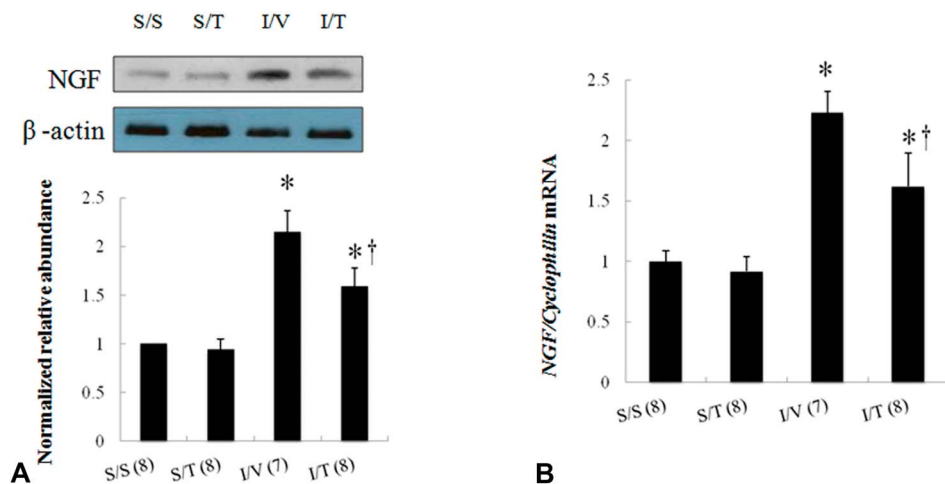 S/S S/T I/V I/T
NGF
β-actin
Normalized relative abundance
2.5
2
1.5
1
0.5
0
*
*†
S/S (8) S/T (8) I/V (7) I/T (8)
A
NGF/Cyclophilin mRNA
2.5
2
1.5
1
0.5
0
*
*†
S/S (8) S/T (8) I/V (7) I/T (8)
B